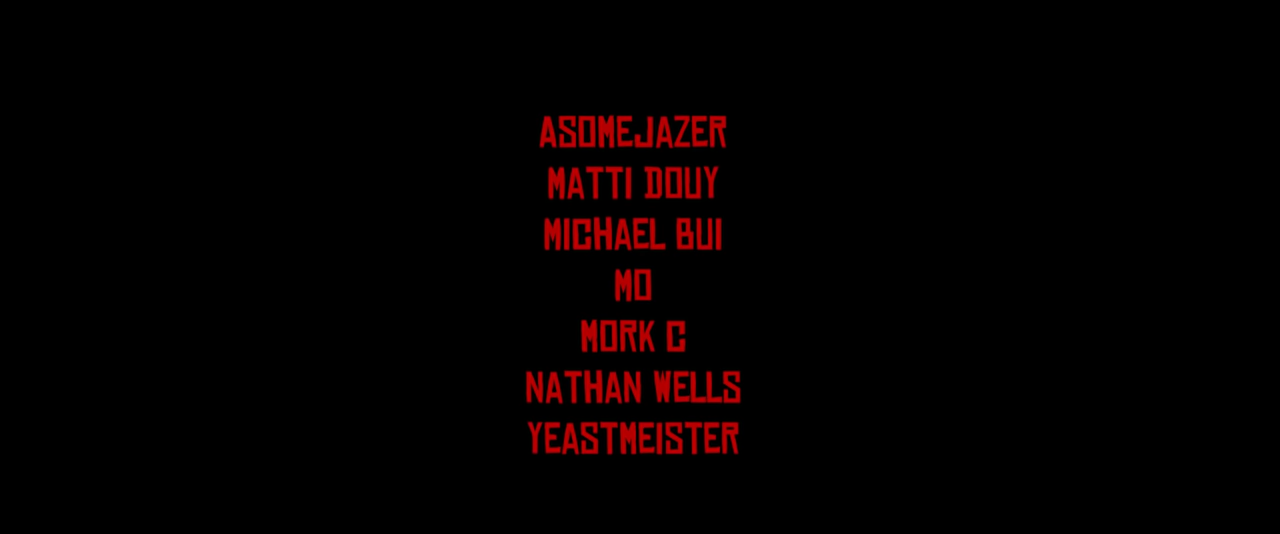 ASOMEJAZER
MATTI DOUY
MICHAEL BUI
MO
MORK C
NATHAN WELLS
YEASTMEISTER